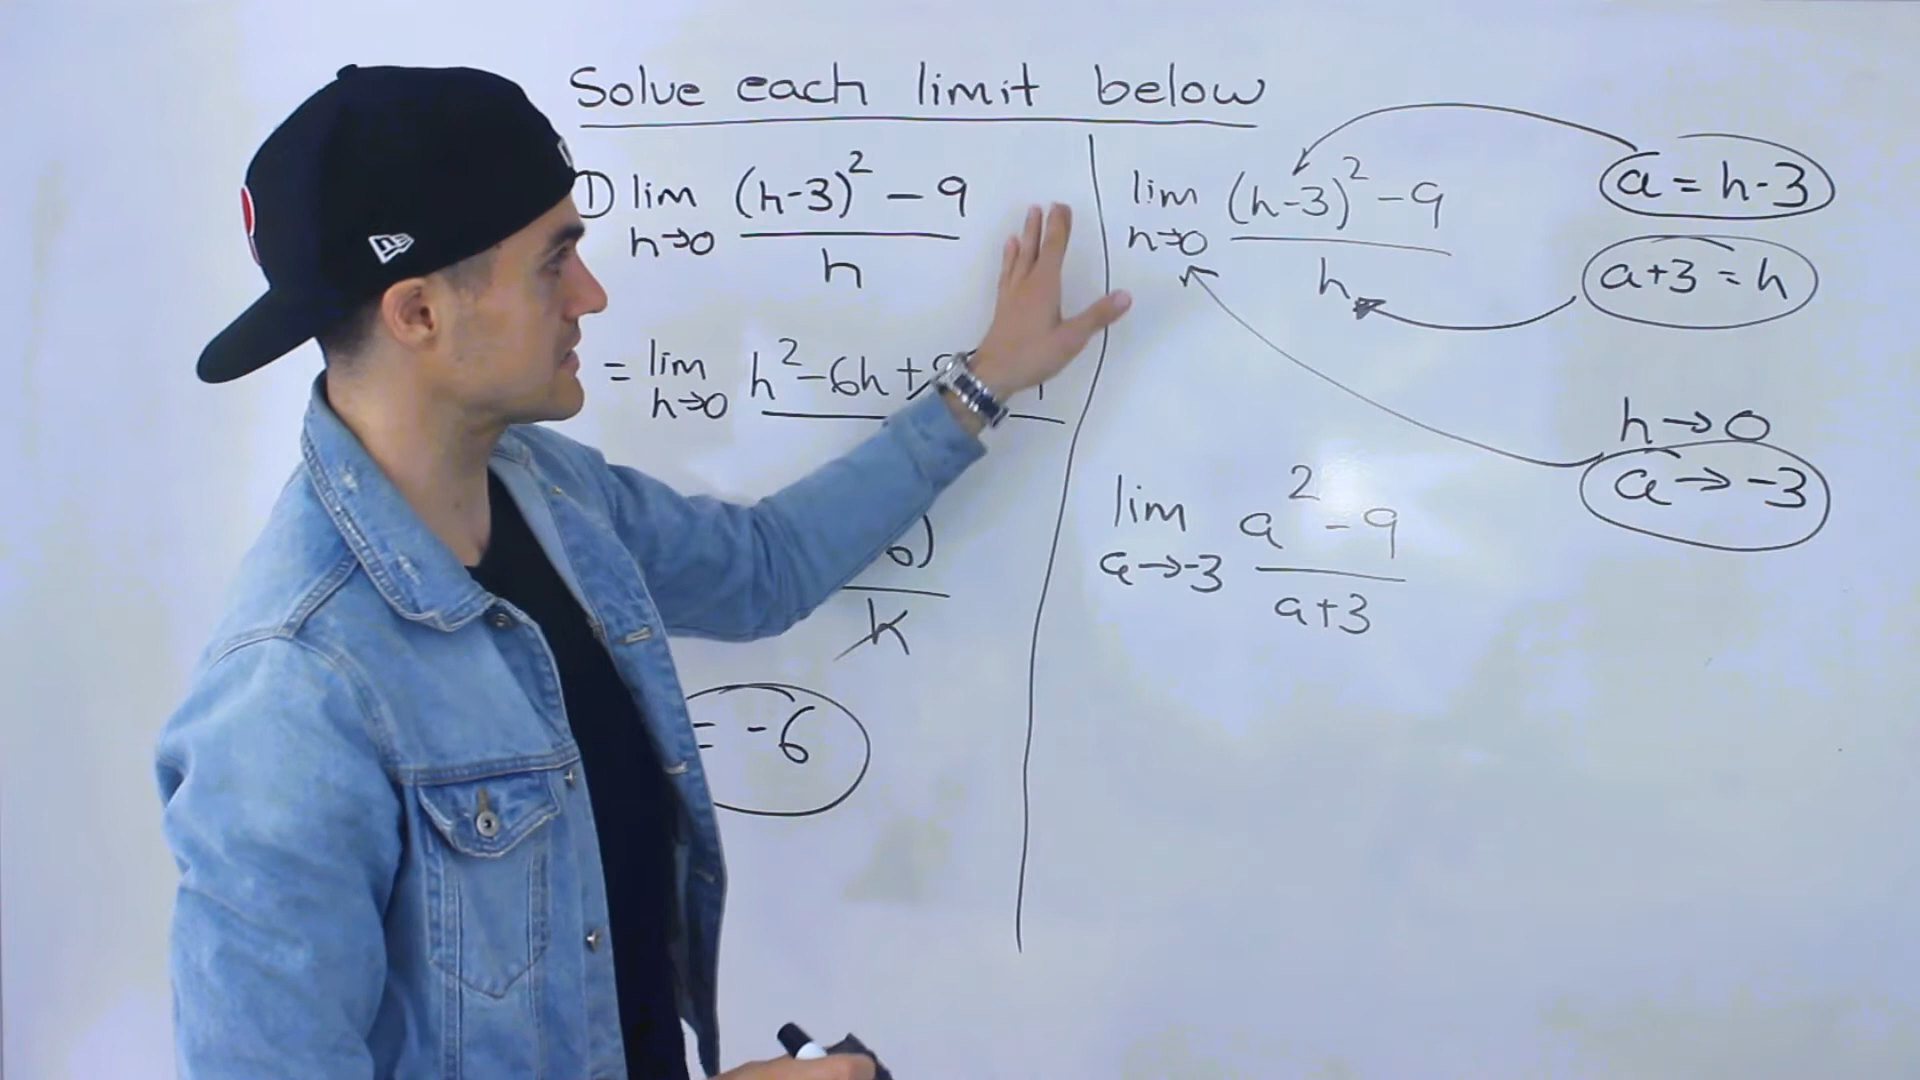 Solve each limit below
① lim (h-3)² - 9
h→0 h
= lim h² - 6h +
h→0
)
h
= -6
lim (h-3)² - 9
h→0 h
a = h-3
a+3 = h
h→0
a→-3
lim a² - 9
a→-3 a+3